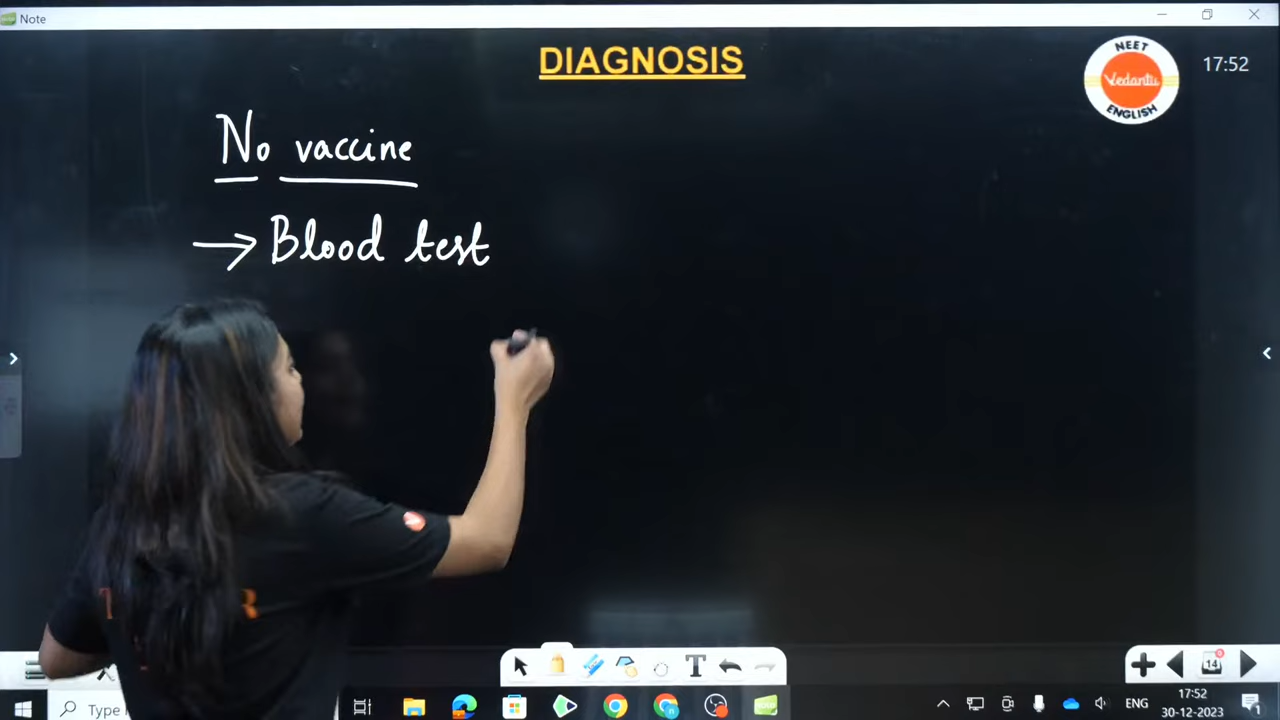 Note
DIAGNOSIS
NEET
Vedantu
ENGLISH
17:52
No vaccine
→ Blood test
T
14
Type
ENG
17:52
30-12-2023
1